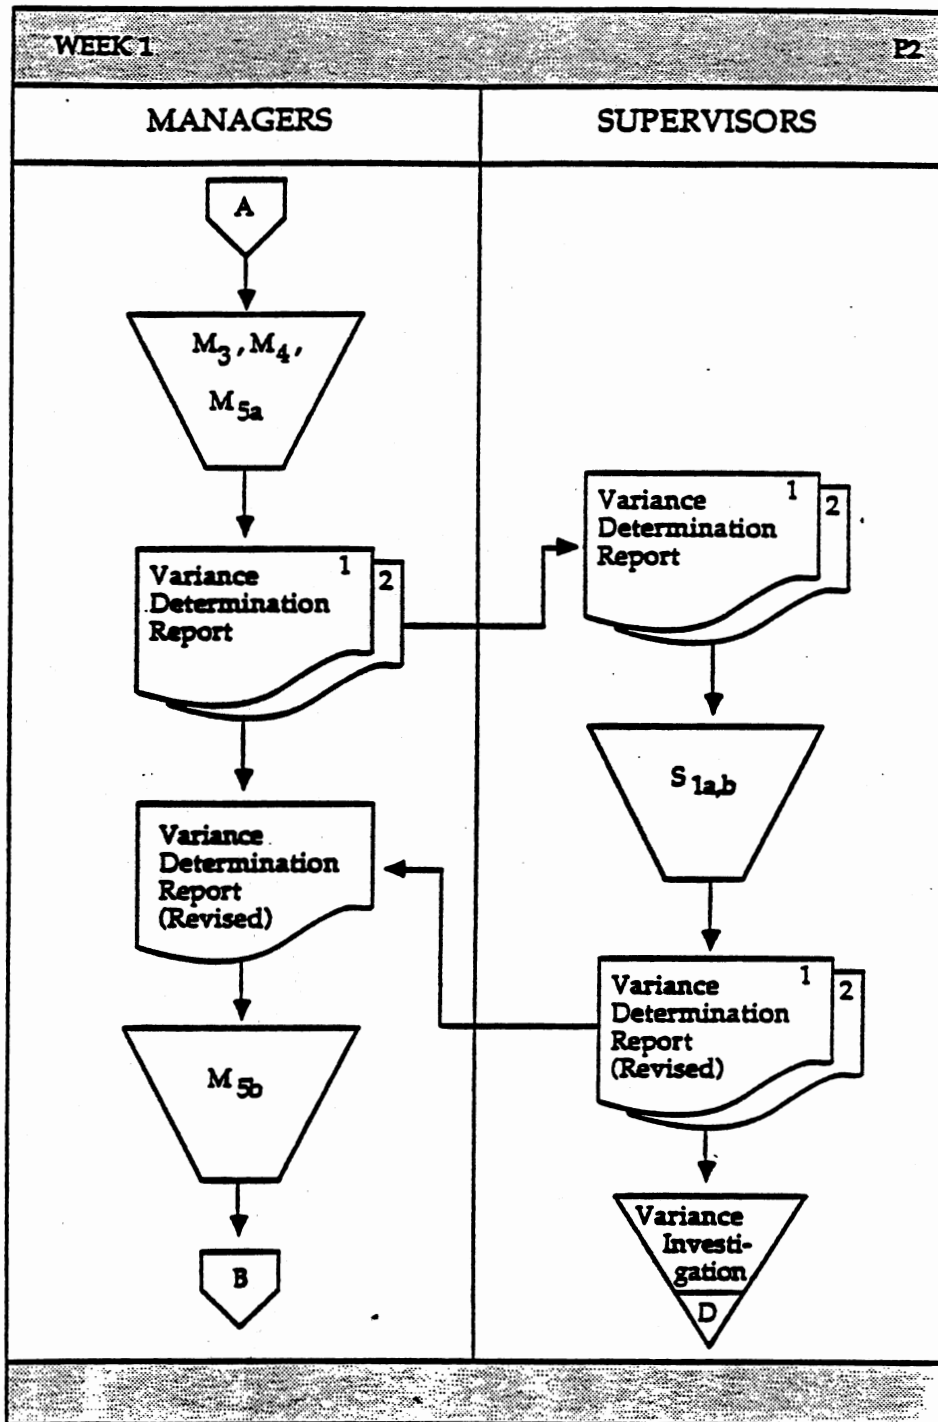 WEEK 1
P2
MANAGERS
SUPERVISORS
A
M3, M4,
M5a
Variance
Determination
Report
1
2
Variance
Determination
Report
1
2
S1a,b
Variance
Determination
Report
(Revised)
Variance
Determination
Report
(Revised)
1
2
M5b
B
Variance
Investi-
gation
D